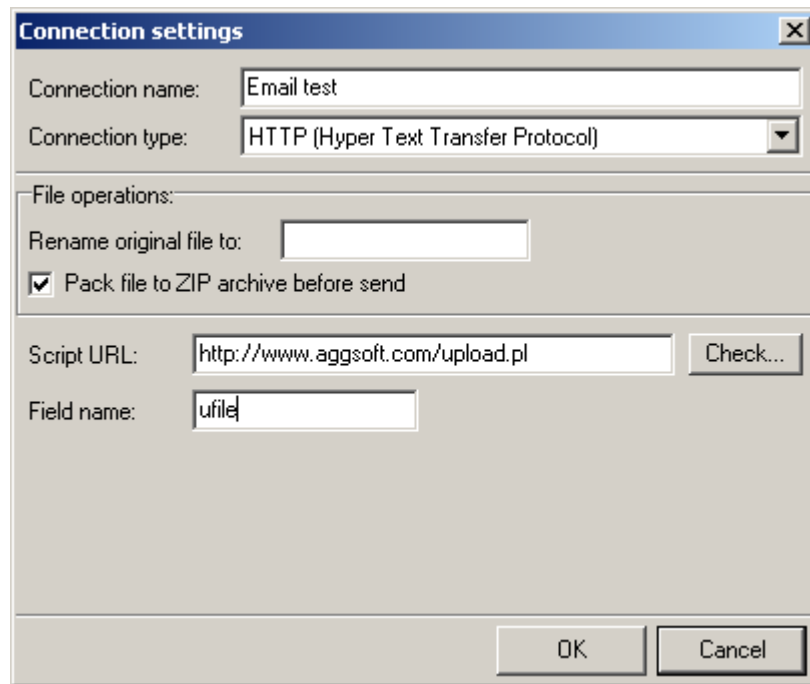 Connection settings
Connection name: Email test
Connection type: HTTP (Hyper Text Transfer Protocol)
File operations:
Rename original file to:
Pack file to ZIP archive before send
Script URL: http://www.aggsoft.com/upload.pl Check...
Field name: ufile
OK Cancel